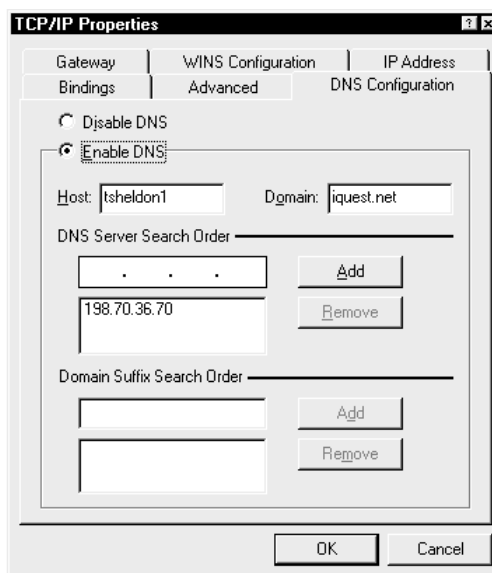 TCP/IP Properties
Gateway WINS Configuration IP Address
Bindings Advanced DNS Configuration
Disable DNS
Enable DNS
Host: tsheldon1 Domain: iquest.net
DNS Server Search Order
. . . Add
198.70.36.70 Remove
Domain Suffix Search Order
Add
Remove
OK Cancel